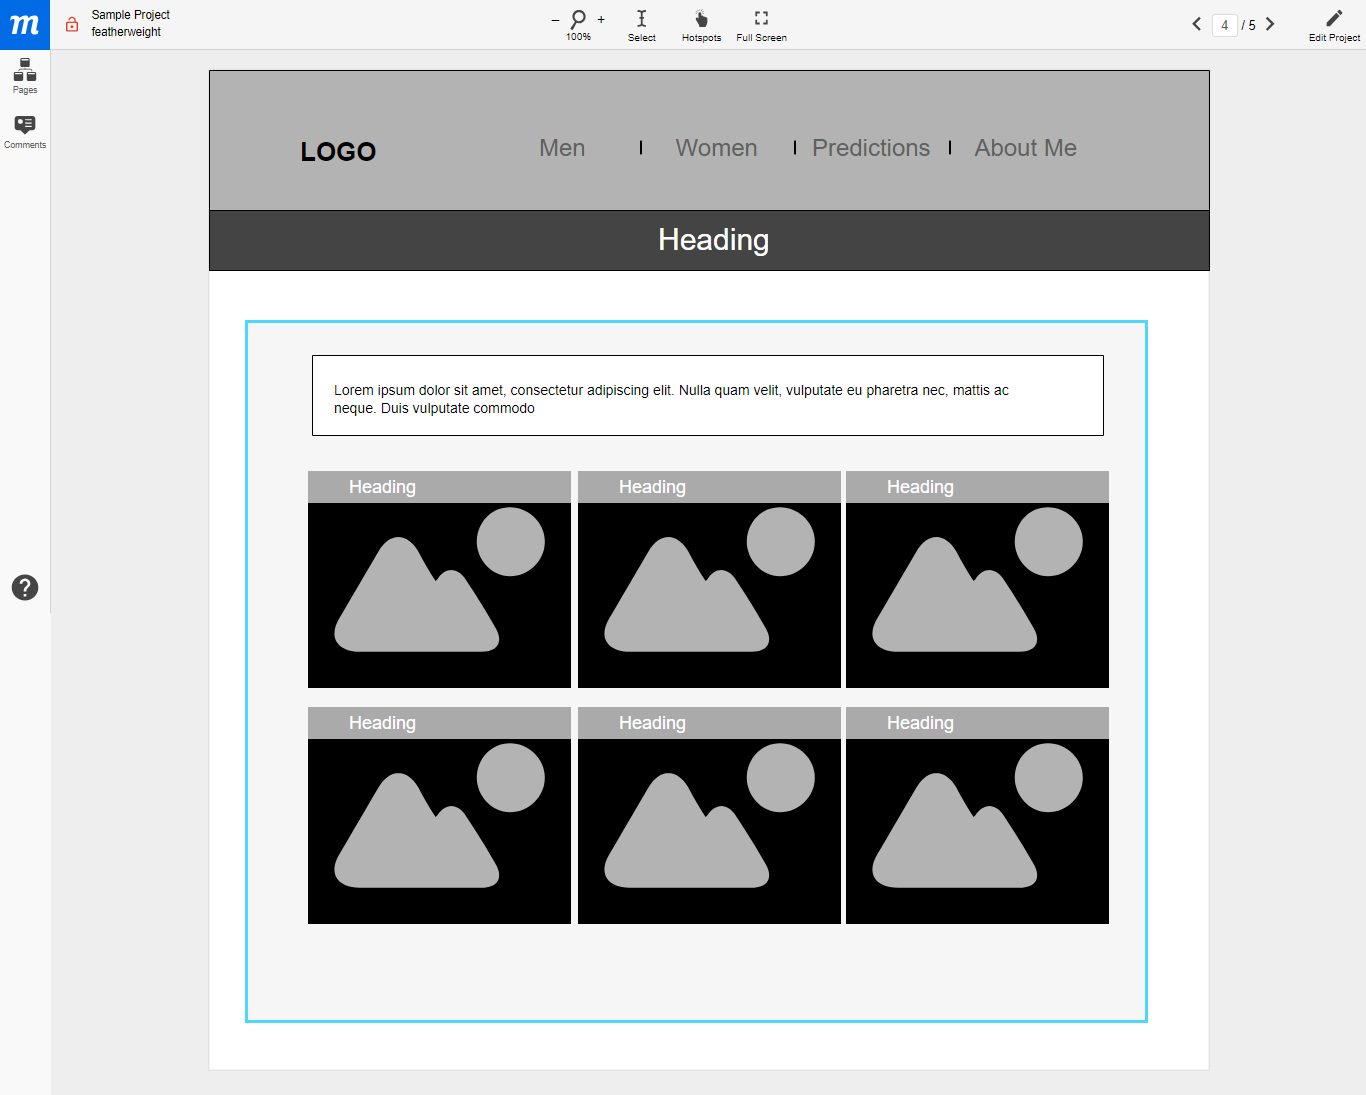 m
Sample Project
featherweight
– +
100%
Select
Hotspots
Full Screen
4 / 5
Edit Project
Pages
Comments
?
LOGO
Men | Women | Predictions | About Me
Heading
Lorem ipsum dolor sit amet, consectetur adipiscing elit. Nulla quam velit, vulputate eu pharetra nec, mattis ac
neque. Duis vulputate commodo
Heading
Heading
Heading
Heading
Heading
Heading